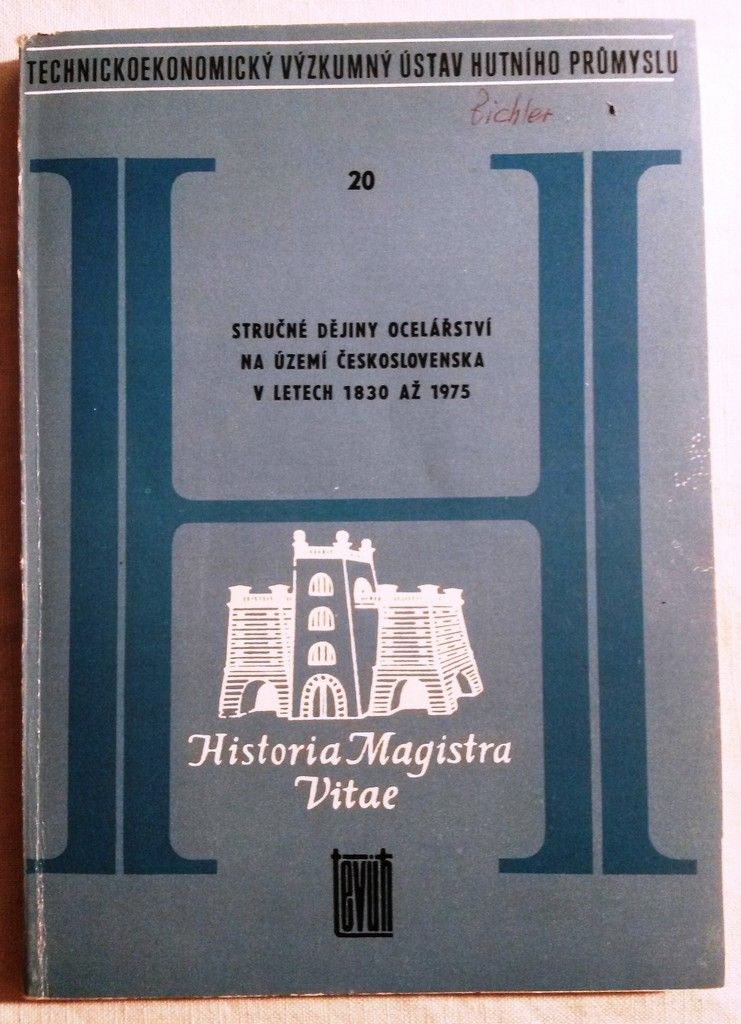 TECHNICKOEKONOMICKÝ VÝZKUMNÝ ÚSTAV HUTNÍHO PRŮMYSLU
Bichler
20
STRUČNÉ DĚJINY OCELÁŘSTVÍ
NA ÚZEMÍ ČESKOSLOVENSKA
V LETECH 1830 AŽ 1975
Historia Magistra
Vitae
tevúh